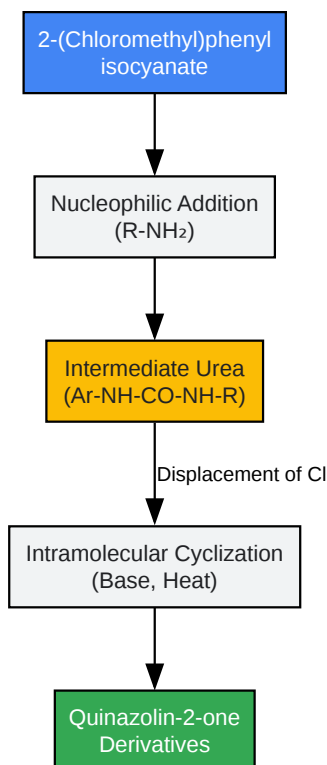 2-(Chloromethyl)phenyl
isocyanate
Nucleophilic Addition
(R-NH₂)
Intermediate Urea
(Ar-NH-CO-NH-R)
Displacement of Cl
Intramolecular Cyclization
(Base, Heat)
Quinazolin-2-one
Derivatives